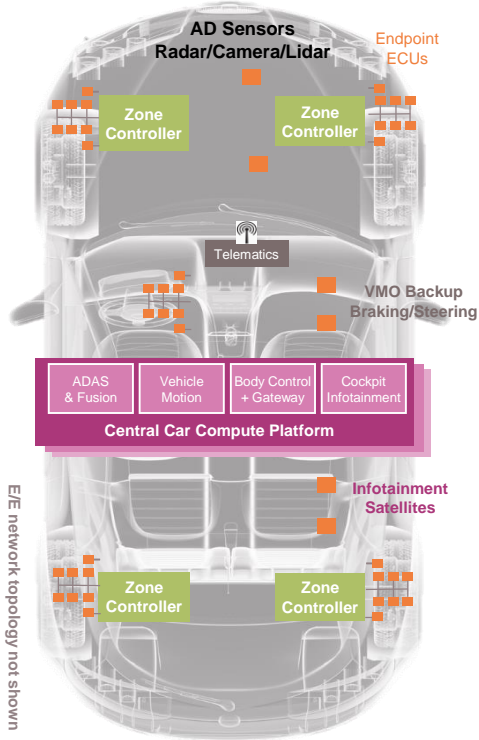 AD Sensors
Radar/Camera/Lidar
Endpoint
ECUs
Zone
Controller
Zone
Controller
Telematics
VMO Backup
Braking/Steering
ADAS
& Fusion
Vehicle
Motion
Body Control
+ Gateway
Cockpit
Infotainment
Central Car Compute Platform
Infotainment
Satellites
E/E network topology not shown
Zone
Controller
Zone
Controller